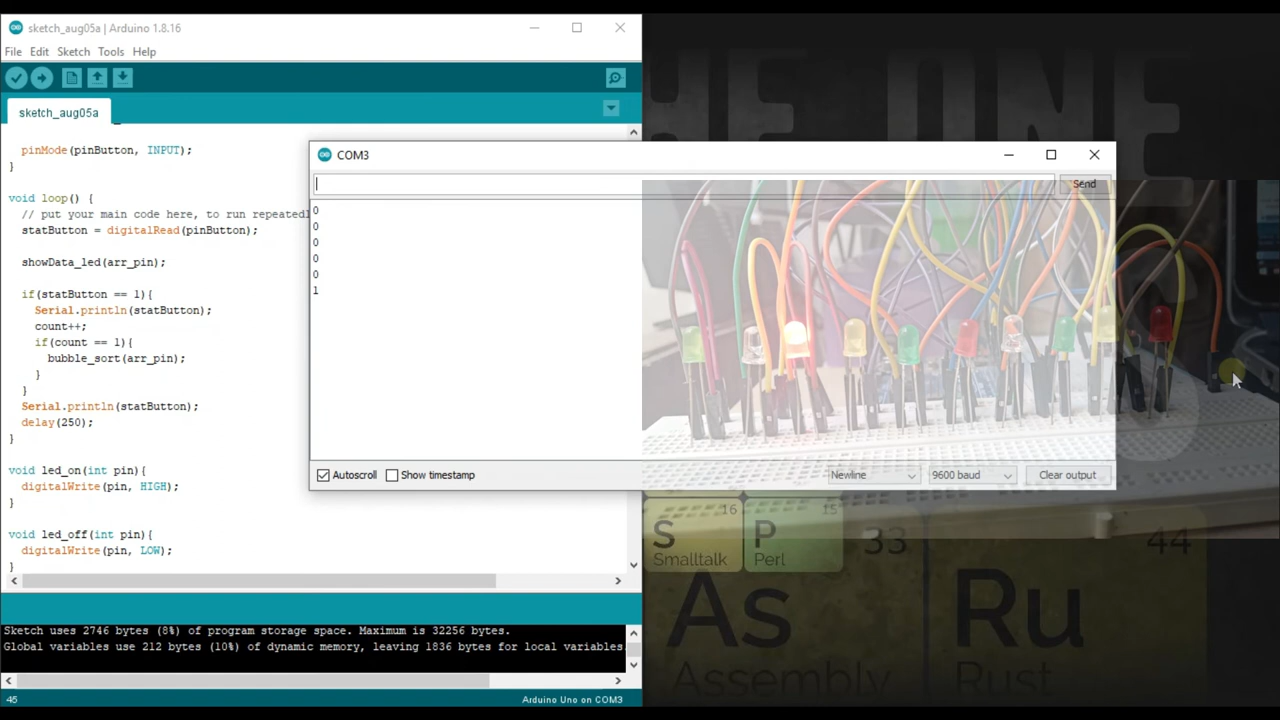 sketch_aug05a | Arduino 1.8.16
File Edit Sketch Tools Help
sketch_aug05a
pinMode(pinButton, INPUT);
}
void loop() {
// put your main code here, to run repeatedl
statButton = digitalRead(pinButton);
showData_led(arr_pin);
if(statButton == 1){
Serial.println(statButton);
count++;
if(count == 1){
bubble_sort(arr_pin);
}
}
Serial.println(statButton);
delay(250);
}
void led_on(int pin){
digitalWrite(pin, HIGH);
}
void led_off(int pin){
digitalWrite(pin, LOW);
}
Sketch uses 2746 bytes (8%) of program storage space. Maximum is 32256 bytes.
Global variables use 212 bytes (10%) of dynamic memory, leaving 1836 bytes for local variables.
45
Arduino Uno on COM3
HE ONE
COM3
Send
0
0
0
0
0
1
Autoscroll Show timestamp
Newline
9600 baud
Clear output
16
S
Smalltalk
15
P
Perl
33
As
Assembly
44
Ru
Rust